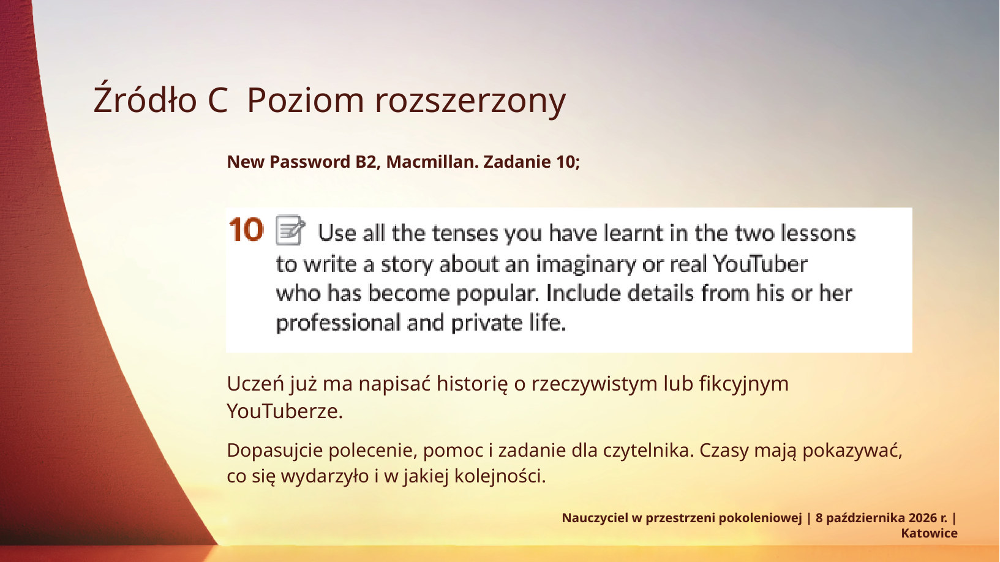 Źródło C  Poziom rozszerzony
New Password B2, Macmillan. Zadanie 10;
10 Use all the tenses you have learnt in the two lessons
to write a story about an imaginary or real YouTuber
who has become popular. Include details from his or her
professional and private life.
Uczeń już ma napisać historię o rzeczywistym lub fikcyjnym
YouTuberze.
Dopasujcie polecenie, pomoc i zadanie dla czytelnika. Czasy mają pokazywać,
co się wydarzyło i w jakiej kolejności.
Nauczyciel w przestrzeni pokoleniowej | 8 października 2026 r. |
Katowice